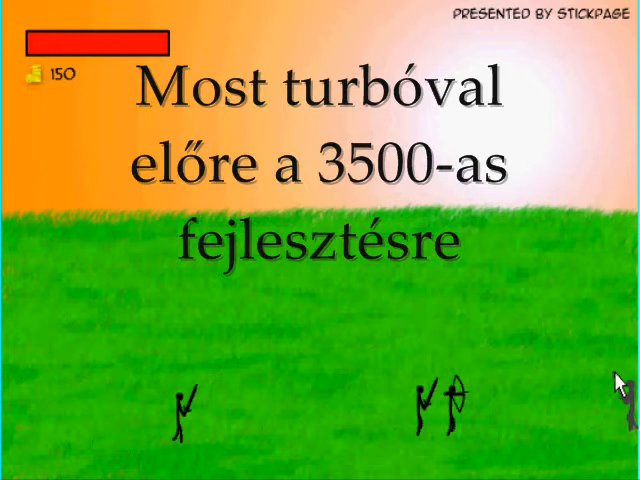 PRESENTED BY STICKPAGE
150
Most turbóval
előre a 3500-as
fejlesztésre